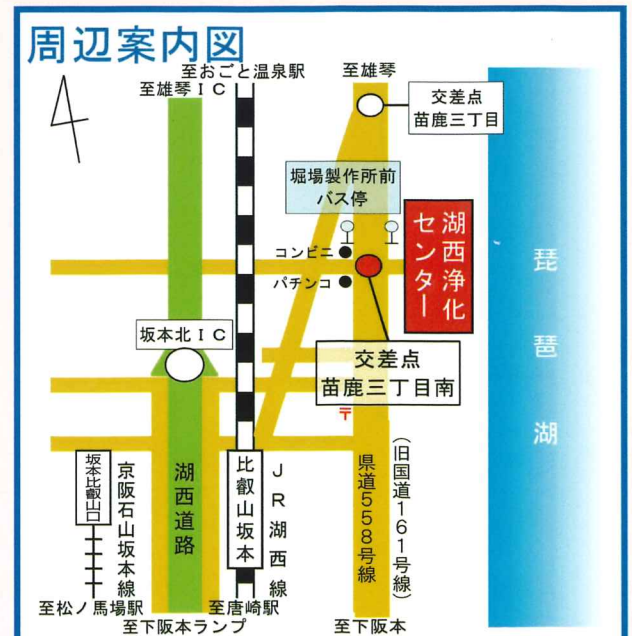 周辺案内図
至おごと温泉駅
至雄琴ＩＣ
至雄琴
交差点
苗鹿三丁目
堀場製作所前
バス停
湖西浄化
センター
コンビニ
パチンコ
琵琶湖
坂本北ＩＣ
交差点
苗鹿三丁目南
〒
坂本比叡山口
京阪石山坂本線
湖西道路
比叡山坂本
ＪＲ湖西線
県道５５８号線
（旧国道１６１号線）
至松ノ馬場駅
至唐崎駅
至下阪本ランプ
至下阪本